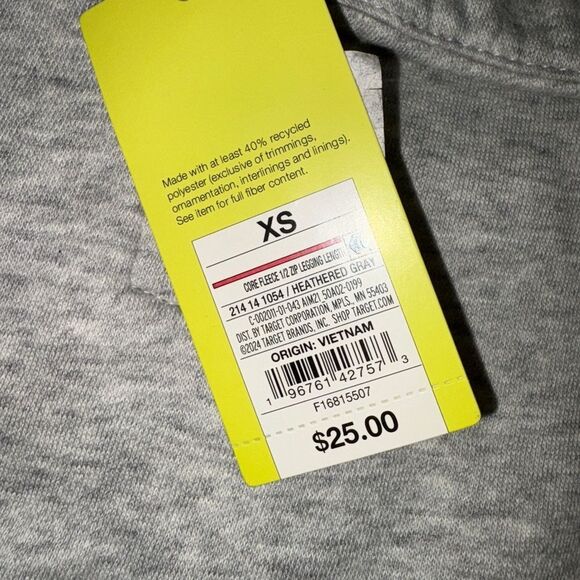 Made with at least 40% recycled
polyester (exclusive of trimmings,
ornamentation, interlinings and linings).
See item for full fiber content.
XS
CORE FLEECE 1/2 ZIP LEGGING LENGTH
214 14 1054 / HEATHERED GRAY
C-002011-01-043 AIM21 50A02-0199
DIST. BY TARGET CORPORATION, MPLS., MN 55403
©2024 TARGET BRANDS, INC. SHOP TARGET.COM
ORIGIN: VIETNAM
1 96761 42757 3
F16815507
$25.00